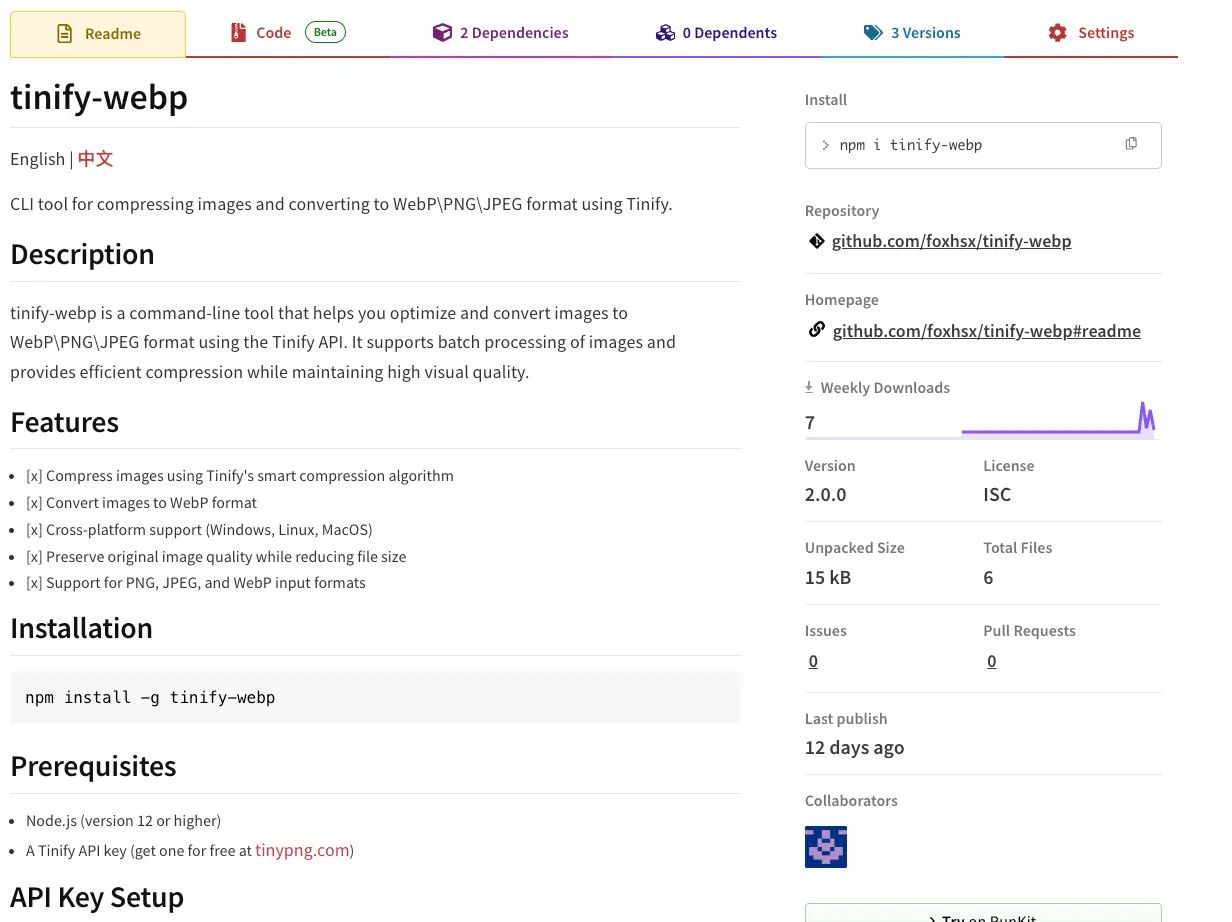 Readme
Code Beta
2 Dependencies
0 Dependents
3 Versions
Settings
tinify-webp
English | 中文
CLI tool for compressing images and converting to WebP\PNG\JPEG format using Tinify.
Description
tinify-webp is a command-line tool that helps you optimize and convert images to
WebP\PNG\JPEG format using the Tinify API. It supports batch processing of images and
provides efficient compression while maintaining high visual quality.
Features
• [x] Compress images using Tinify's smart compression algorithm
• [x] Convert images to WebP format
• [x] Cross-platform support (Windows, Linux, MacOS)
• [x] Preserve original image quality while reducing file size
• [x] Support for PNG, JPEG, and WebP input formats
Installation
npm install -g tinify-webp
Prerequisites
• Node.js (version 12 or higher)
• A Tinify API key (get one for free at tinypng.com)
API Key Setup
Install
> npm i tinify-webp
Repository
github.com/foxhsx/tinify-webp
Homepage
github.com/foxhsx/tinify-webp#readme
Weekly Downloads
7
Version
2.0.0
License
ISC
Unpacked Size
15 kB
Total Files
6
Issues
0
Pull Requests
0
Last publish
12 days ago
Collaborators
Try on RunKit